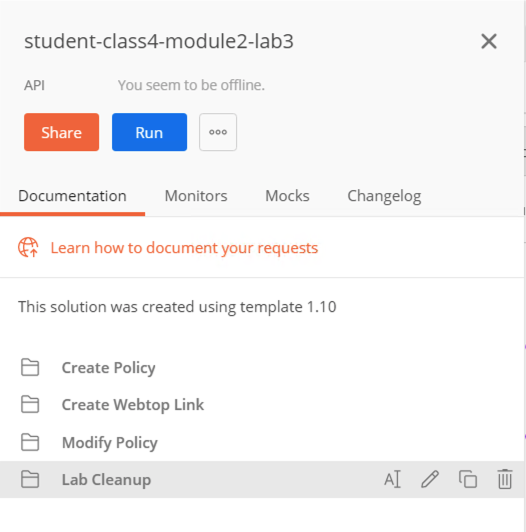 student-class4-module2-lab3
API You seem to be offline.
Share Run
Documentation Monitors Mocks Changelog
Learn how to document your requests
This solution was created using template 1.10
Create Policy
Create Webtop Link
Modify Policy
Lab Cleanup